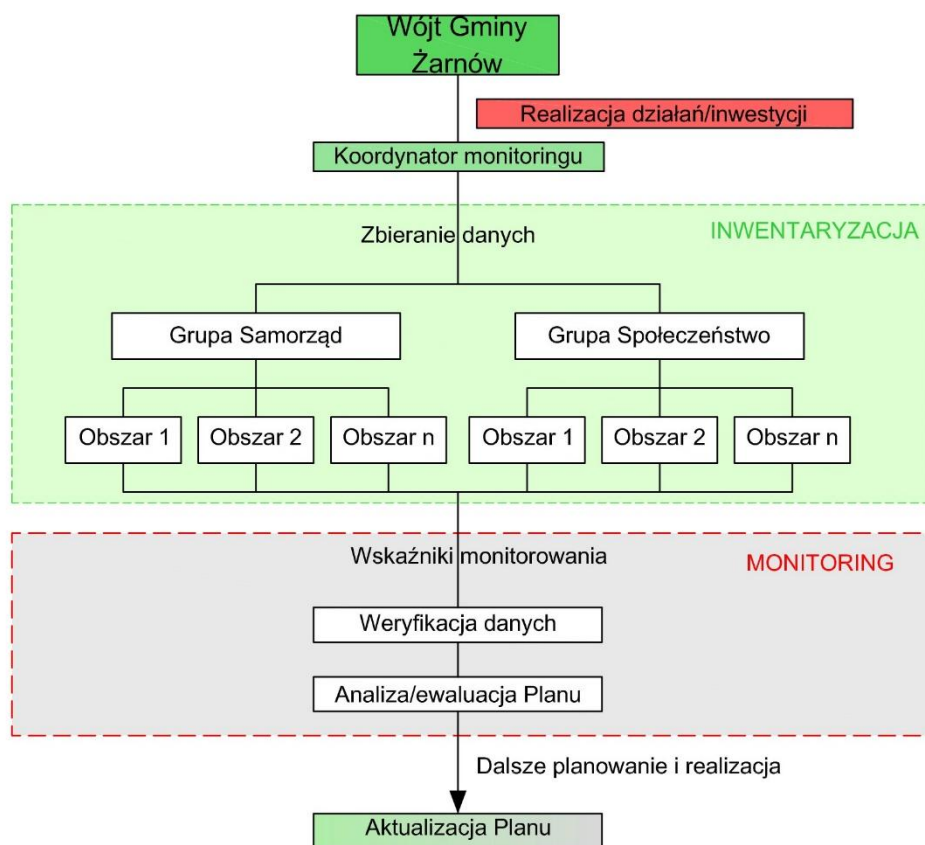 Wójt Gminy
Żarnów
Realizacja działań/inwestycji
Koordynator monitoringu
Zbieranie danych
INWENTARYZACJA
Grupa Samorząd
Grupa Społeczeństwo
Obszar 1
Obszar 2
Obszar n
Obszar 1
Obszar 2
Obszar n
Wskaźniki monitorowania
MONITORING
Weryfikacja danych
Analiza/ewaluacja Planu
Dalsze planowanie i realizacja
Aktualizacja Planu